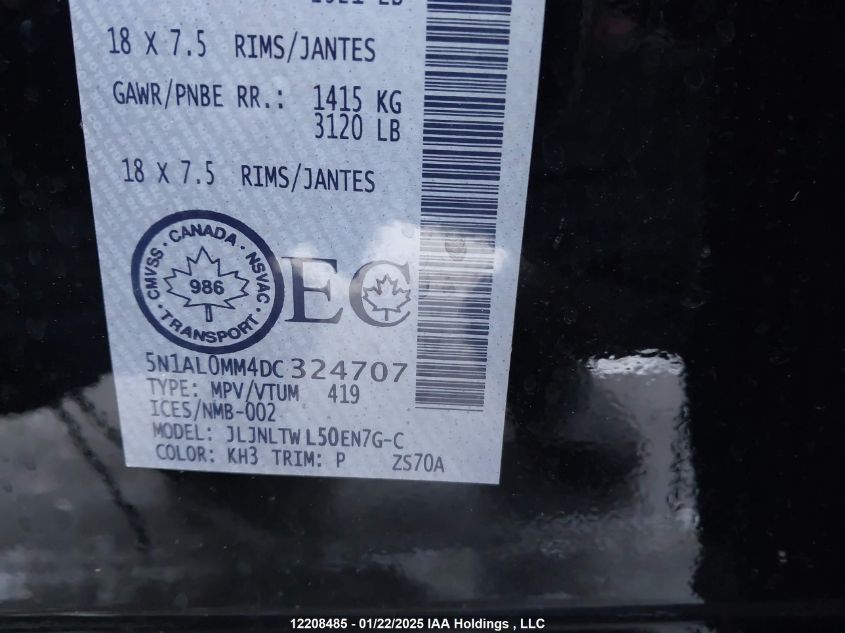 18 X 7.5 RIMS/JANTES
GAWR/PNBE RR.: 1415 KG
3120 LB
18 X 7.5 RIMS/JANTES
CMVSS · CANADA · NSVAC · TRANSPORT ·
986
EC
5N1AL0MM4DC324707
TYPE: MPV/VTUM 419
ICES/NMB-002
MODEL: JLJNLTW L50EN7G-C
COLOR: KH3 TRIM: P ZS70A
12208485 - 01/22/2025 IAA Holdings , LLC